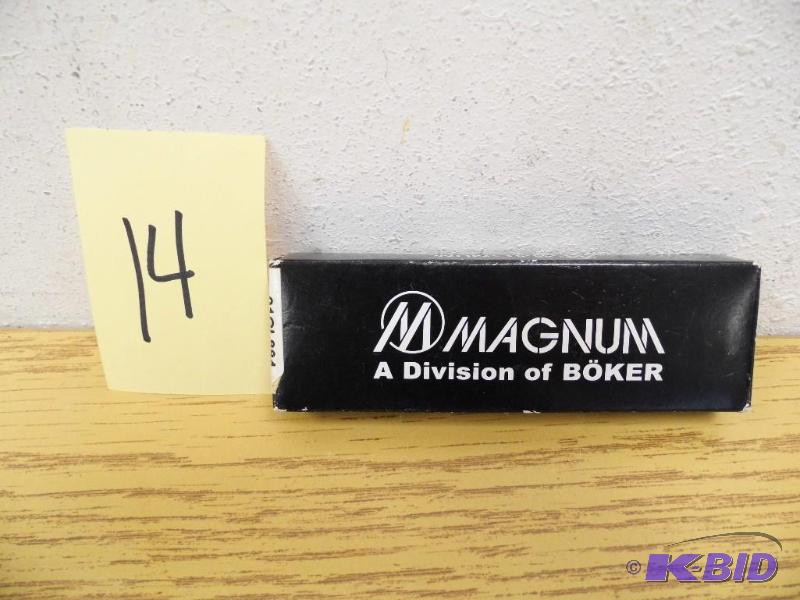 14
M MAGNUM
A Division of BÖKER
© K-BID